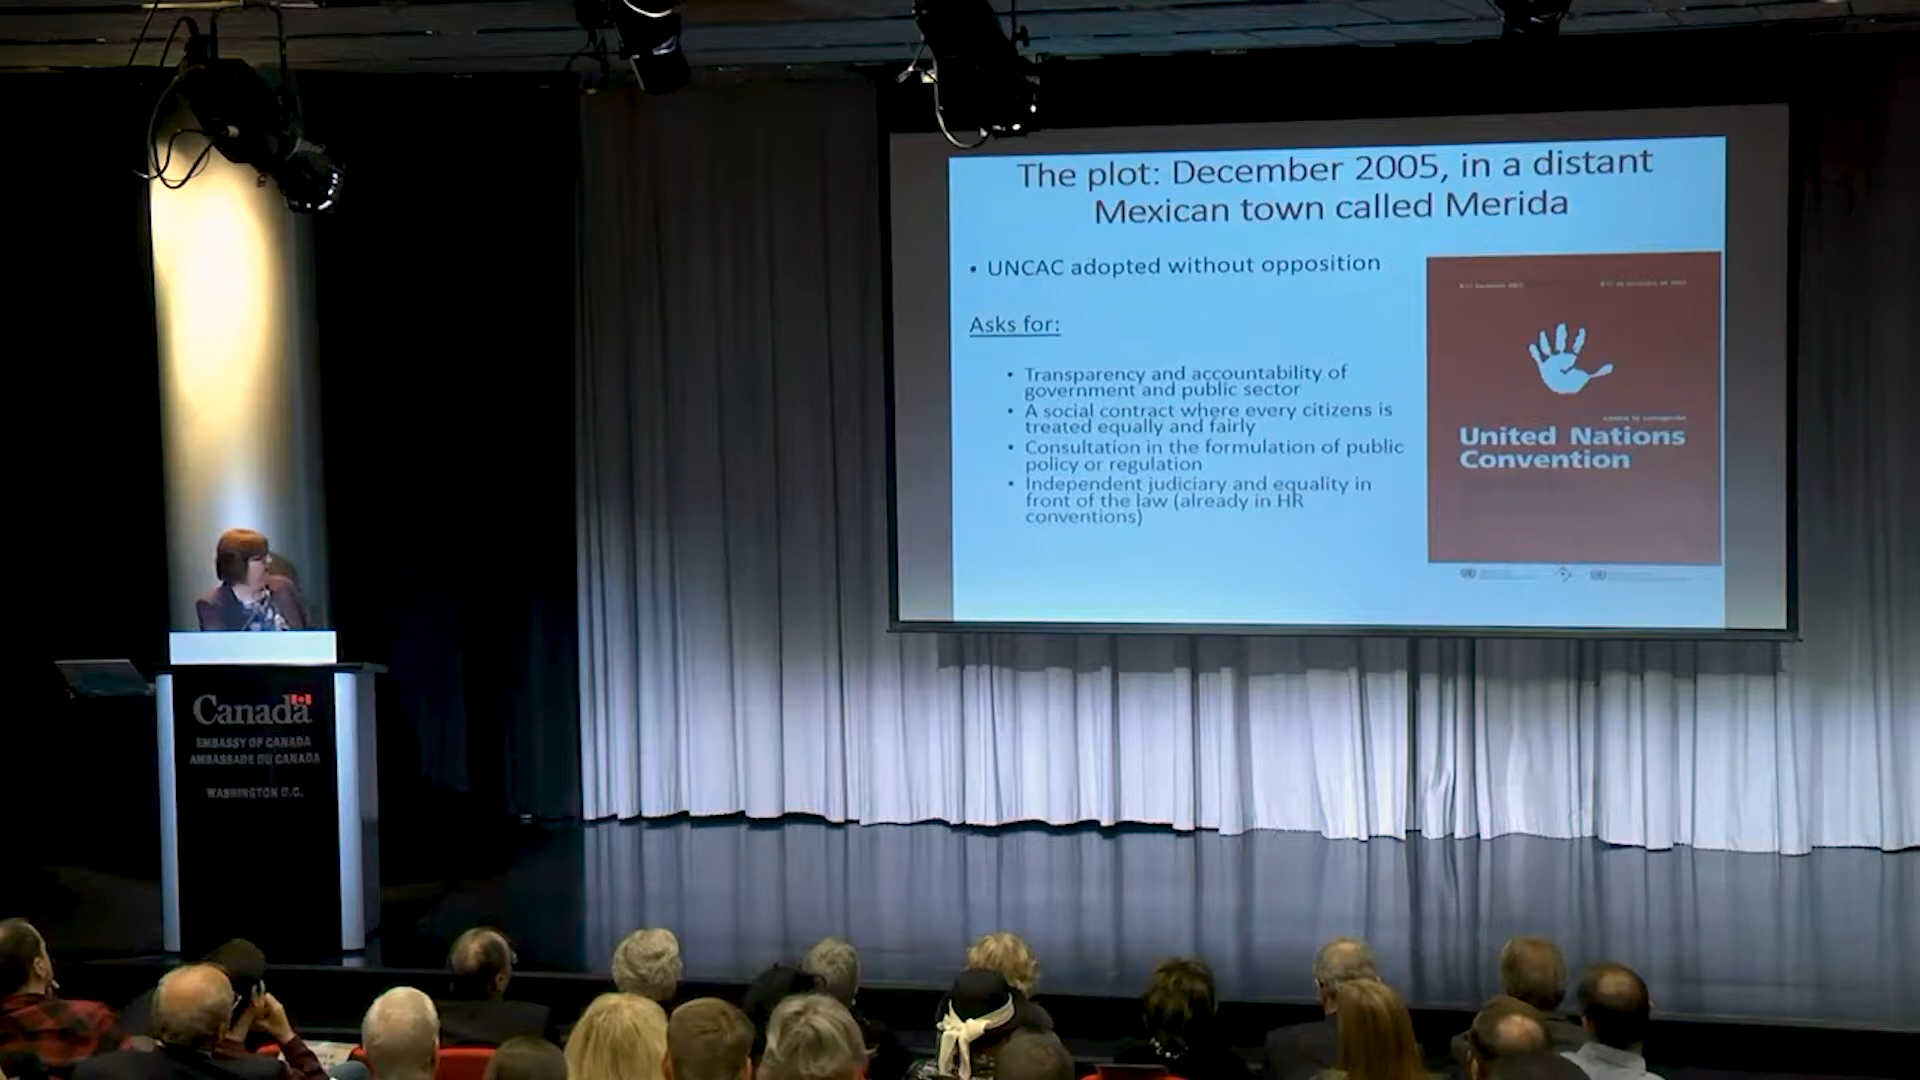 The plot: December 2005, in a distant
Mexican town called Merida
• UNCAC adopted without opposition
Asks for:
• Transparency and accountability of
government and public sector
• A social contract where every citizens is
treated equally and fairly
• Consultation in the formulation of public
policy or regulation
• Independent judiciary and equality in
front of the law (already in HR
conventions)
United Nations
Convention
Canada
EMBASSY OF CANADA
AMBASSADE DU CANADA
WASHINGTON D.C.